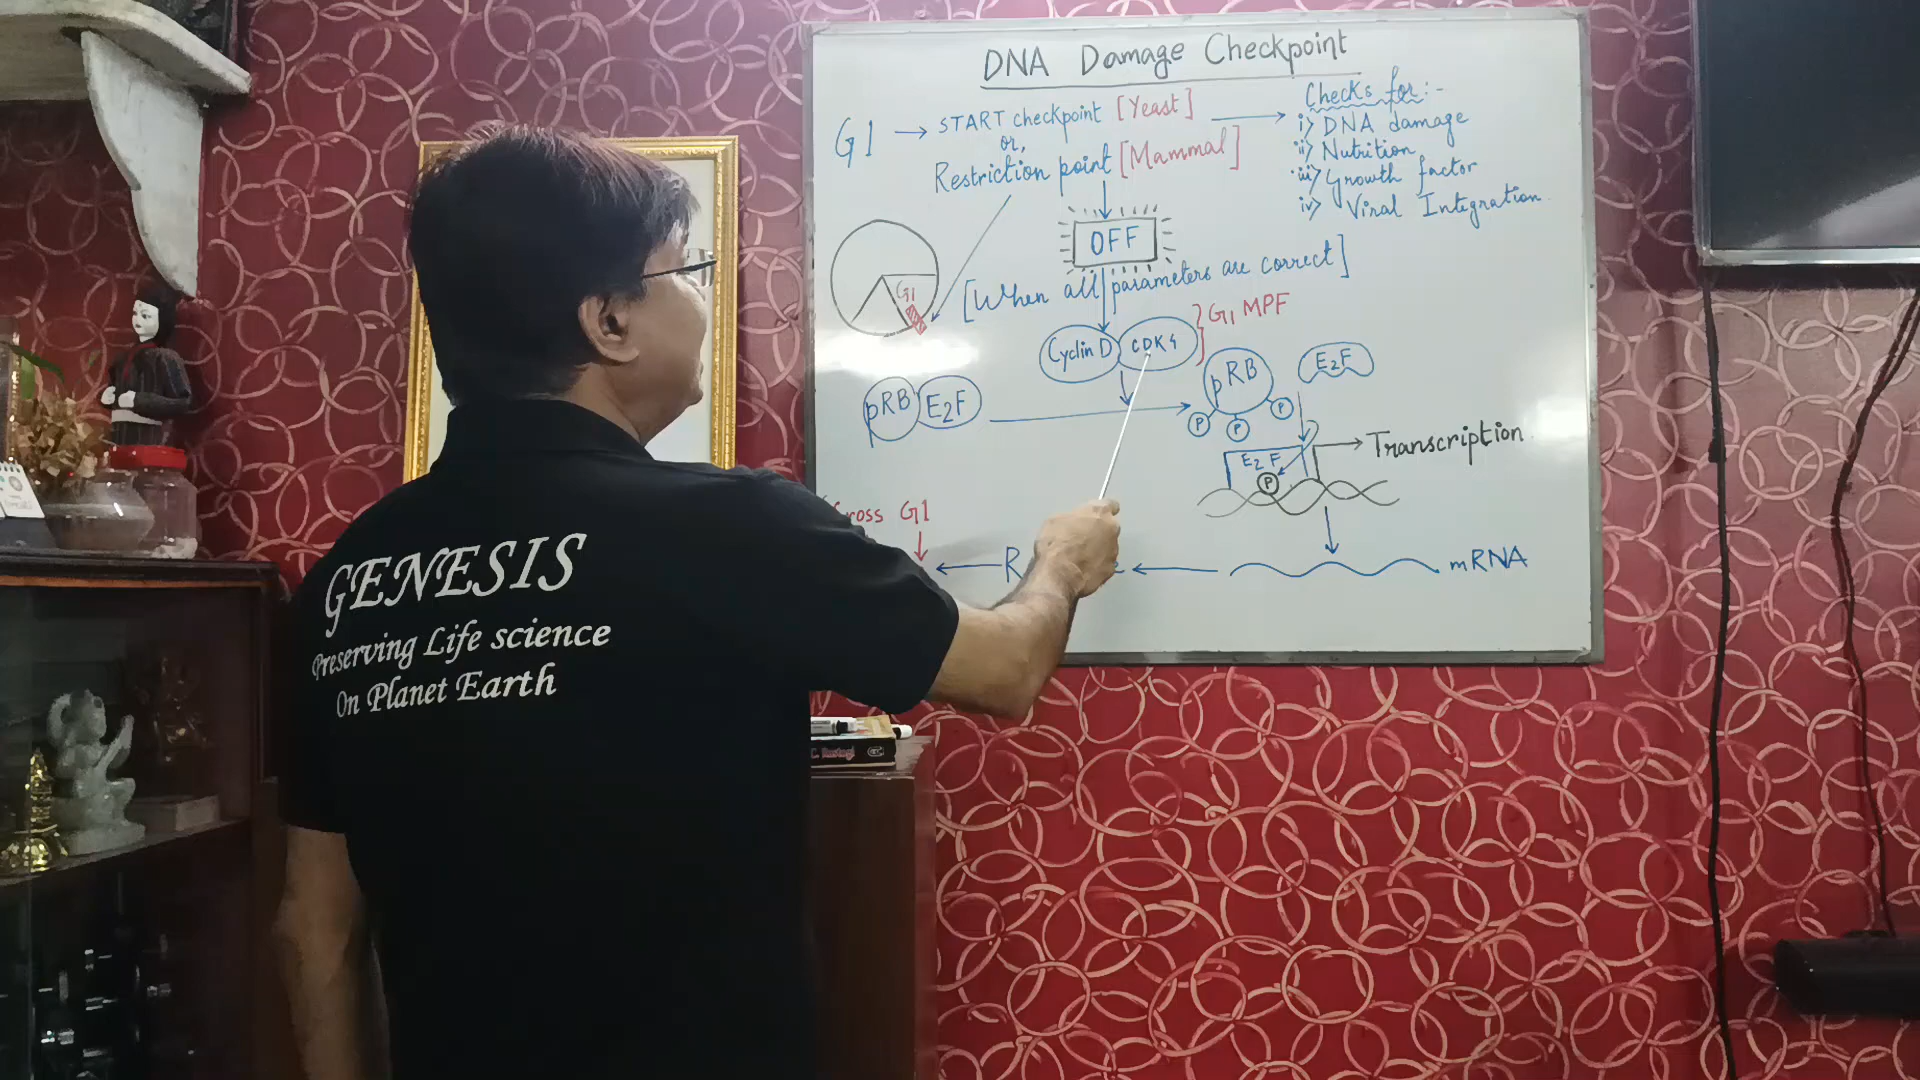 DNA Damage Checkpoint
G1 → START checkpoint [Yeast] →
or,
Restriction point [Mammal]
Checks for:-
i) DNA damage
ii) Nutrition
iii) Growth factor
iv) Viral Integration
OFF
[When all parameters are correct]
G1
Cyclin D CDK4
G1 MPF
pRB E2F
pRB
P P P
E2F
E2F
P
→ Transcription
Cross G1
mRNA
GENESIS
Preserving Life science
On Planet Earth